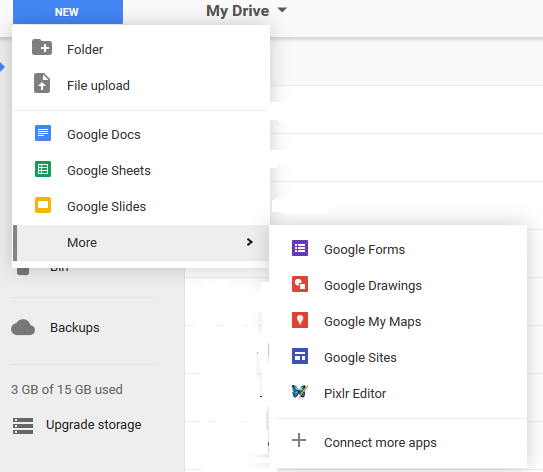 NEW
My Drive
Folder
File upload
Google Docs
Google Sheets
Google Slides
More
Google Forms
Google Drawings
Google My Maps
Google Sites
Pixlr Editor
Connect more apps
Bin
Backups
3 GB of 15 GB used
Upgrade storage